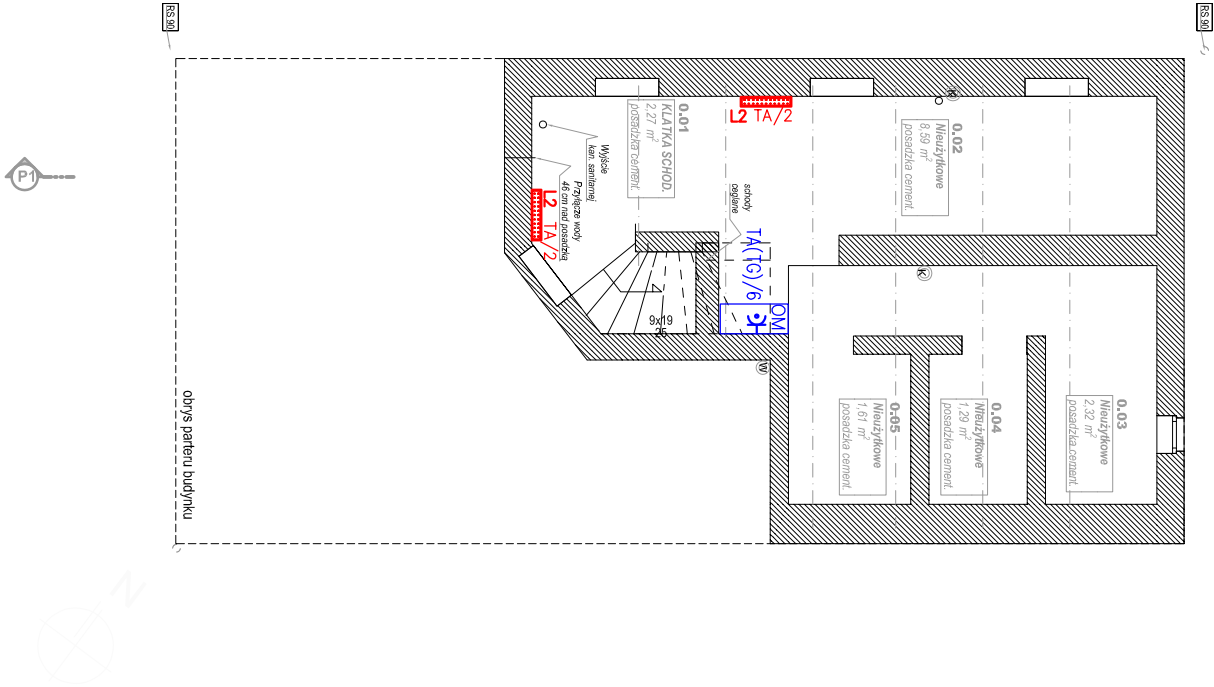 RS 90
RS 90
P1
0.01
KLATKA SCHOD.
2,27 m²
posadzka cement.
L2 TA/2
0.02
Nieużytkowe
8,59 m²
posadzka cement.
K
Wyjście
kan. sanitarnej
Przyłącze wody
46 cm nad posadzką
L2 TA/2
schody
ceglane
TA(TG)/6
OM
9x19
25
K
W
0.03
Nieużytkowe
2,32 m²
posadzka cement.
0.04
Nieużytkowe
1,29 m²
posadzka cement.
0.05
Nieużytkowe
1,61 m²
posadzka cement.
obrys parteru budynku
N